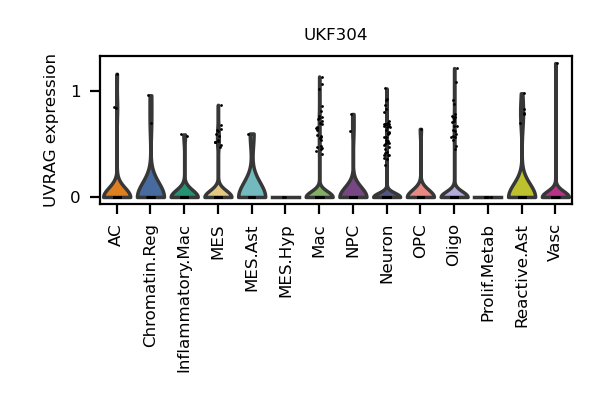 UKF304
UVRAG expression
1
0
AC
Chromatin.Reg
Inflammatory.Mac
MES
MES.Ast
MES.Hyp
Mac
NPC
Neuron
OPC
Oligo
Prolif.Metab
Reactive.Ast
Vasc